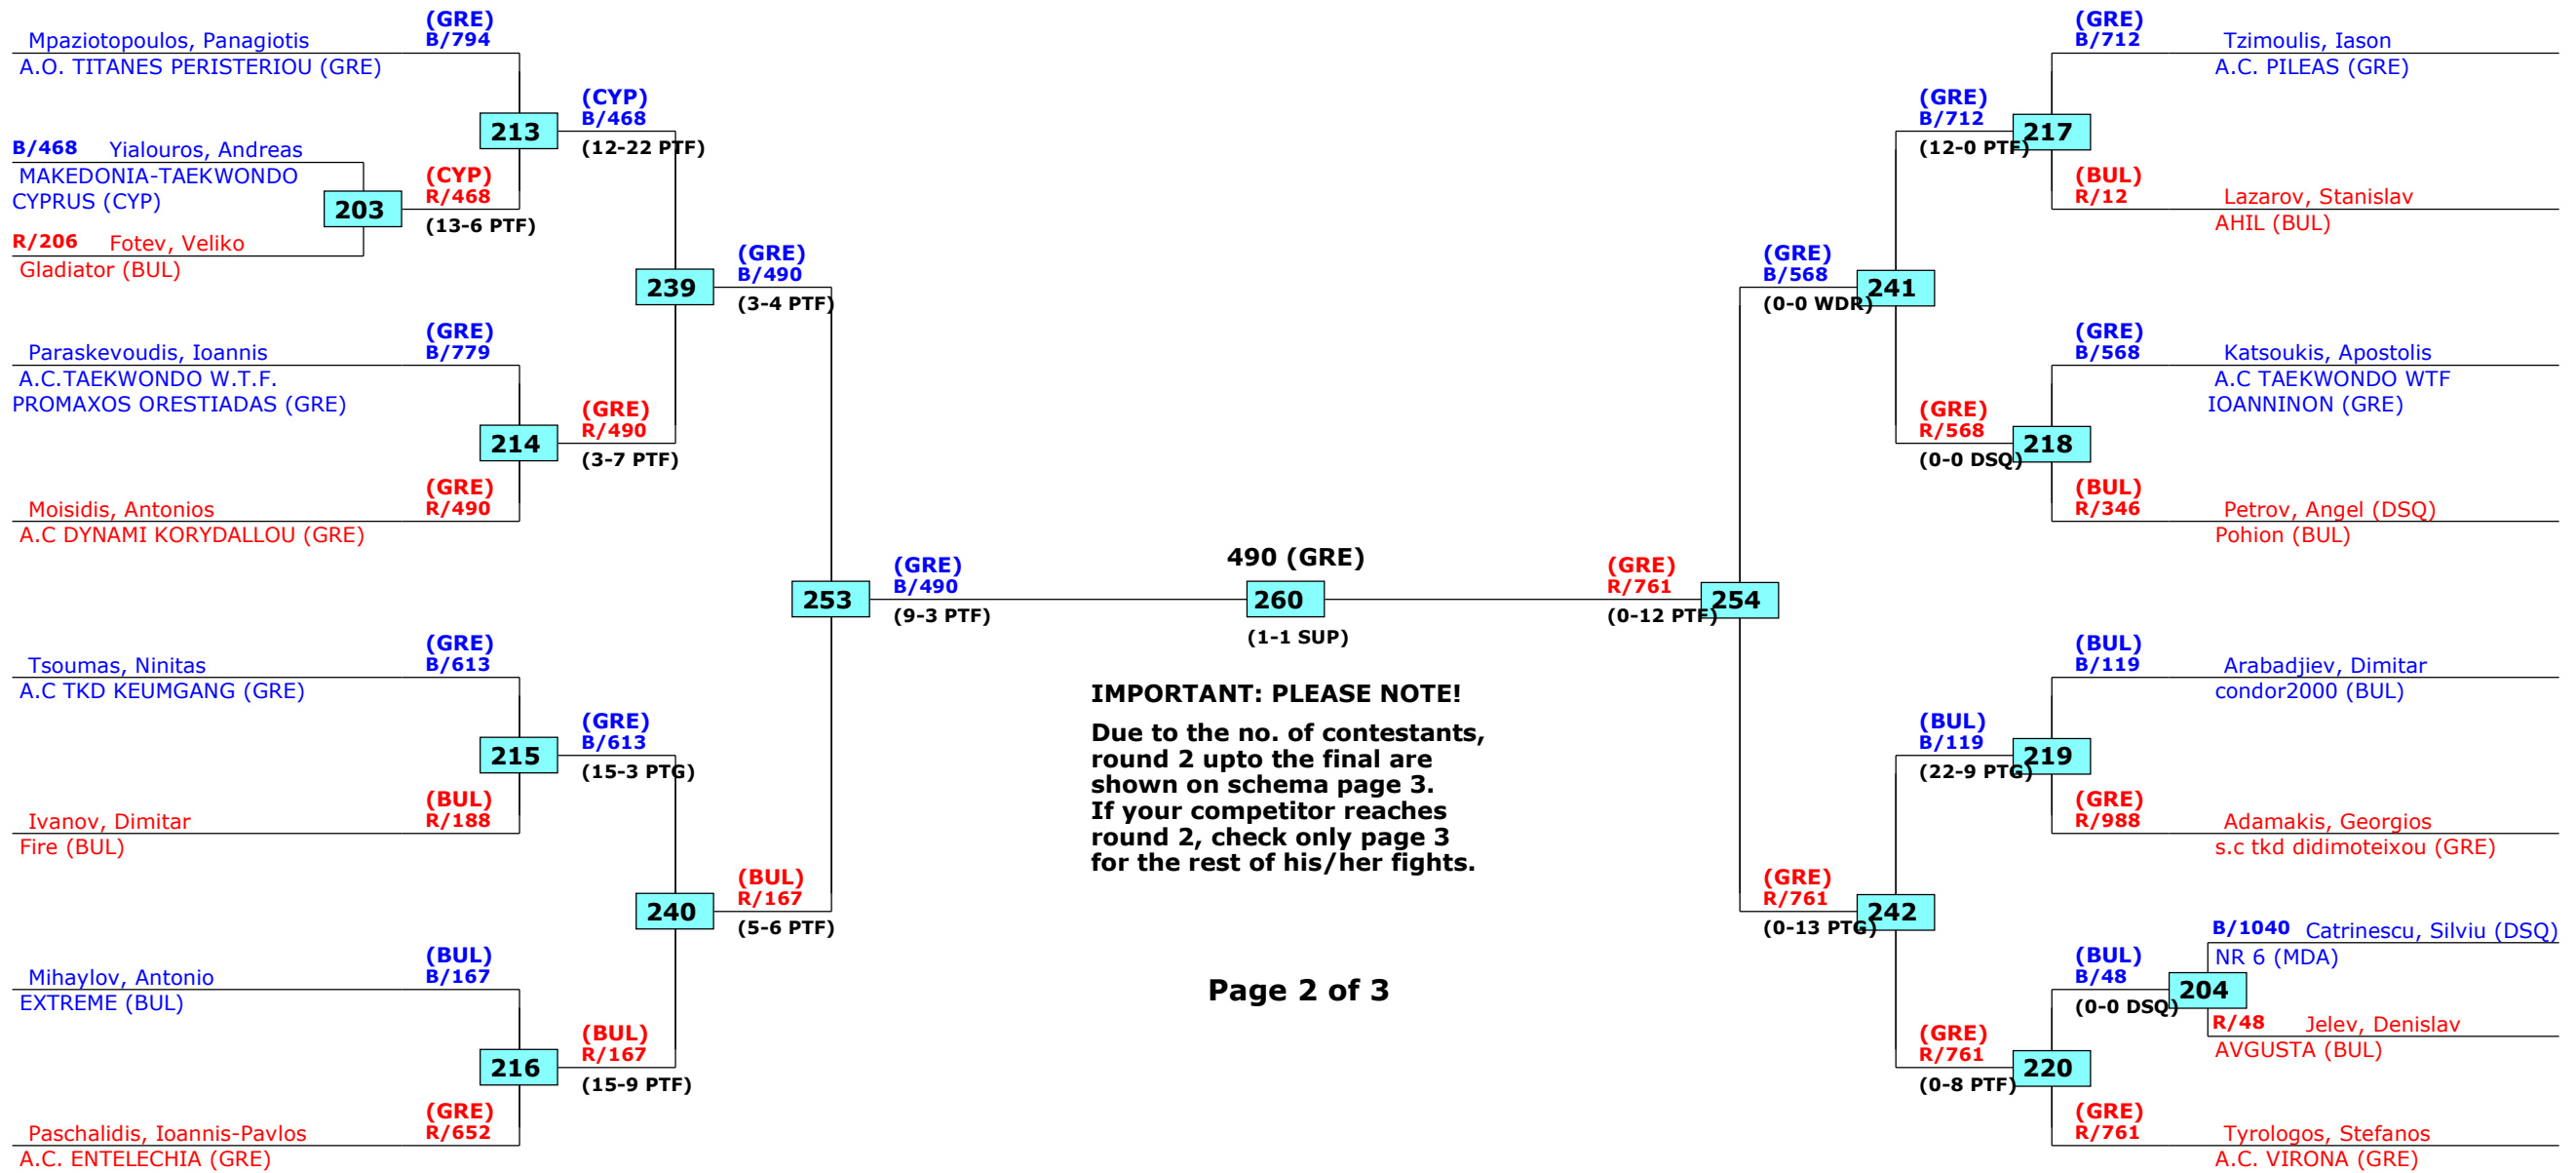 (GRE)
B/794
Mpaziotopoulos, Panagiotis
A.O. TITANES PERISTERIOU (GRE)
213
(CYP)
B/468
(12-22 PTF)
B/468 Yialouros, Andreas
MAKEDONIA-TAEKWONDO
CYPRUS (CYP)
203
(CYP)
R/468
(13-6 PTF)
R/206 Fotev, Veliko
Gladiator (BUL)
239
(GRE)
B/490
(3-4 PTF)
(GRE)
B/779
Paraskevoudis, Ioannis
A.C.TAEKWONDO W.T.F.
PROMAXOS ORESTIADAS (GRE)
214
(GRE)
R/490
(3-7 PTF)
(GRE)
R/490
Moisidis, Antonios
A.C DYNAMI KORYDALLOU (GRE)
253
(GRE)
B/490
(9-3 PTF)
(GRE)
B/613
Tsoumas, Ninitas
A.C TKD KEUMGANG (GRE)
215
(GRE)
B/613
(15-3 PTG)
(BUL)
R/188
Ivanov, Dimitar
Fire (BUL)
240
(BUL)
R/167
(5-6 PTF)
(BUL)
B/167
Mihaylov, Antonio
EXTREME (BUL)
216
(BUL)
R/167
(15-9 PTF)
(GRE)
R/652
Paschalidis, Ioannis-Pavlos
A.C. ENTELECHIA (GRE)
490 (GRE)
260
(1-1 SUP)
IMPORTANT: PLEASE NOTE!
Due to the no. of contestants,
round 2 upto the final are
shown on schema page 3.
If your competitor reaches
round 2, check only page 3
for the rest of his/her fights.
Page 2 of 3
(GRE)
B/712
Tzimoulis, Iason
A.C. PILEAS (GRE)
(GRE)
B/712
(12-0 PTF)
217
(BUL)
R/12
Lazarov, Stanislav
AHIL (BUL)
(GRE)
B/568
(0-0 WDR)
241
(GRE)
B/568
Katsoukis, Apostolis
A.C TAEKWONDO WTF
IOANNINON (GRE)
(GRE)
R/568
(0-0 DSQ)
218
(BUL)
R/346
Petrov, Angel (DSQ)
Pohion (BUL)
(GRE)
R/761
(0-12 PTF)
254
(BUL)
B/119
Arabadjiev, Dimitar
condor2000 (BUL)
(BUL)
B/119
(22-9 PTG)
219
(GRE)
R/988
Adamakis, Georgios
s.c tkd didimoteixou (GRE)
(GRE)
R/761
(0-13 PTG)
242
B/1040 Catrinescu, Silviu (DSQ)
NR 6 (MDA)
(BUL)
B/48
(0-0 DSQ)
204
R/48 Jelev, Denislav
AVGUSTA (BUL)
(GRE)
R/761
(0-8 PTF)
220
(GRE)
R/761
Tyrologos, Stefanos
A.C. VIRONA (GRE)